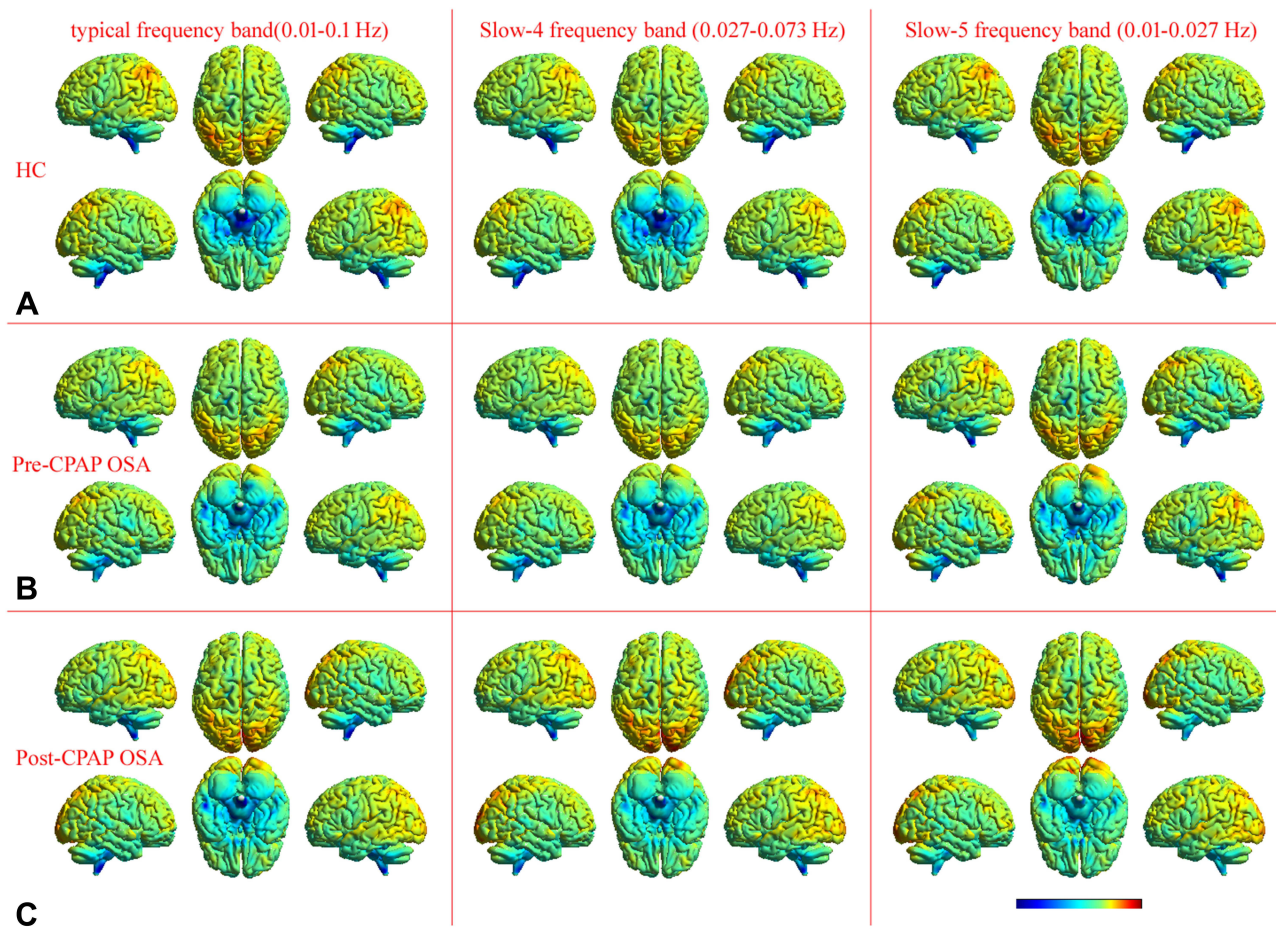 typical frequency band(0.01-0.1 Hz)
Slow-4 frequency band (0.027-0.073 Hz)
Slow-5 frequency band (0.01-0.027 Hz)
HC
A
Pre-CPAP OSA
B
Post-CPAP OSA
C